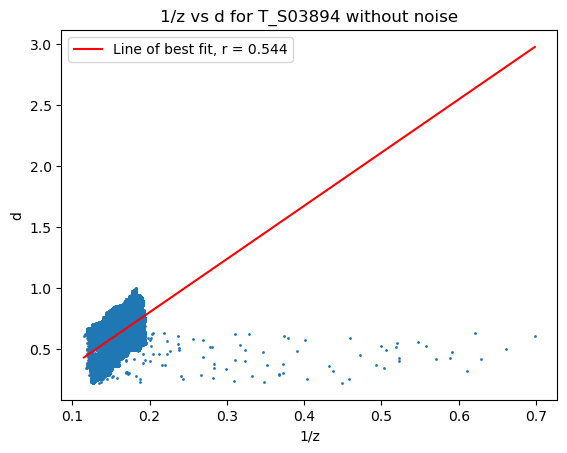 1/z vs d for T_S03894 without noise
Line of best fit, r = 0.544
3.0
2.5
2.0
1.5
1.0
0.5
d
0.1 0.2 0.3 0.4 0.5 0.6 0.7
1/z